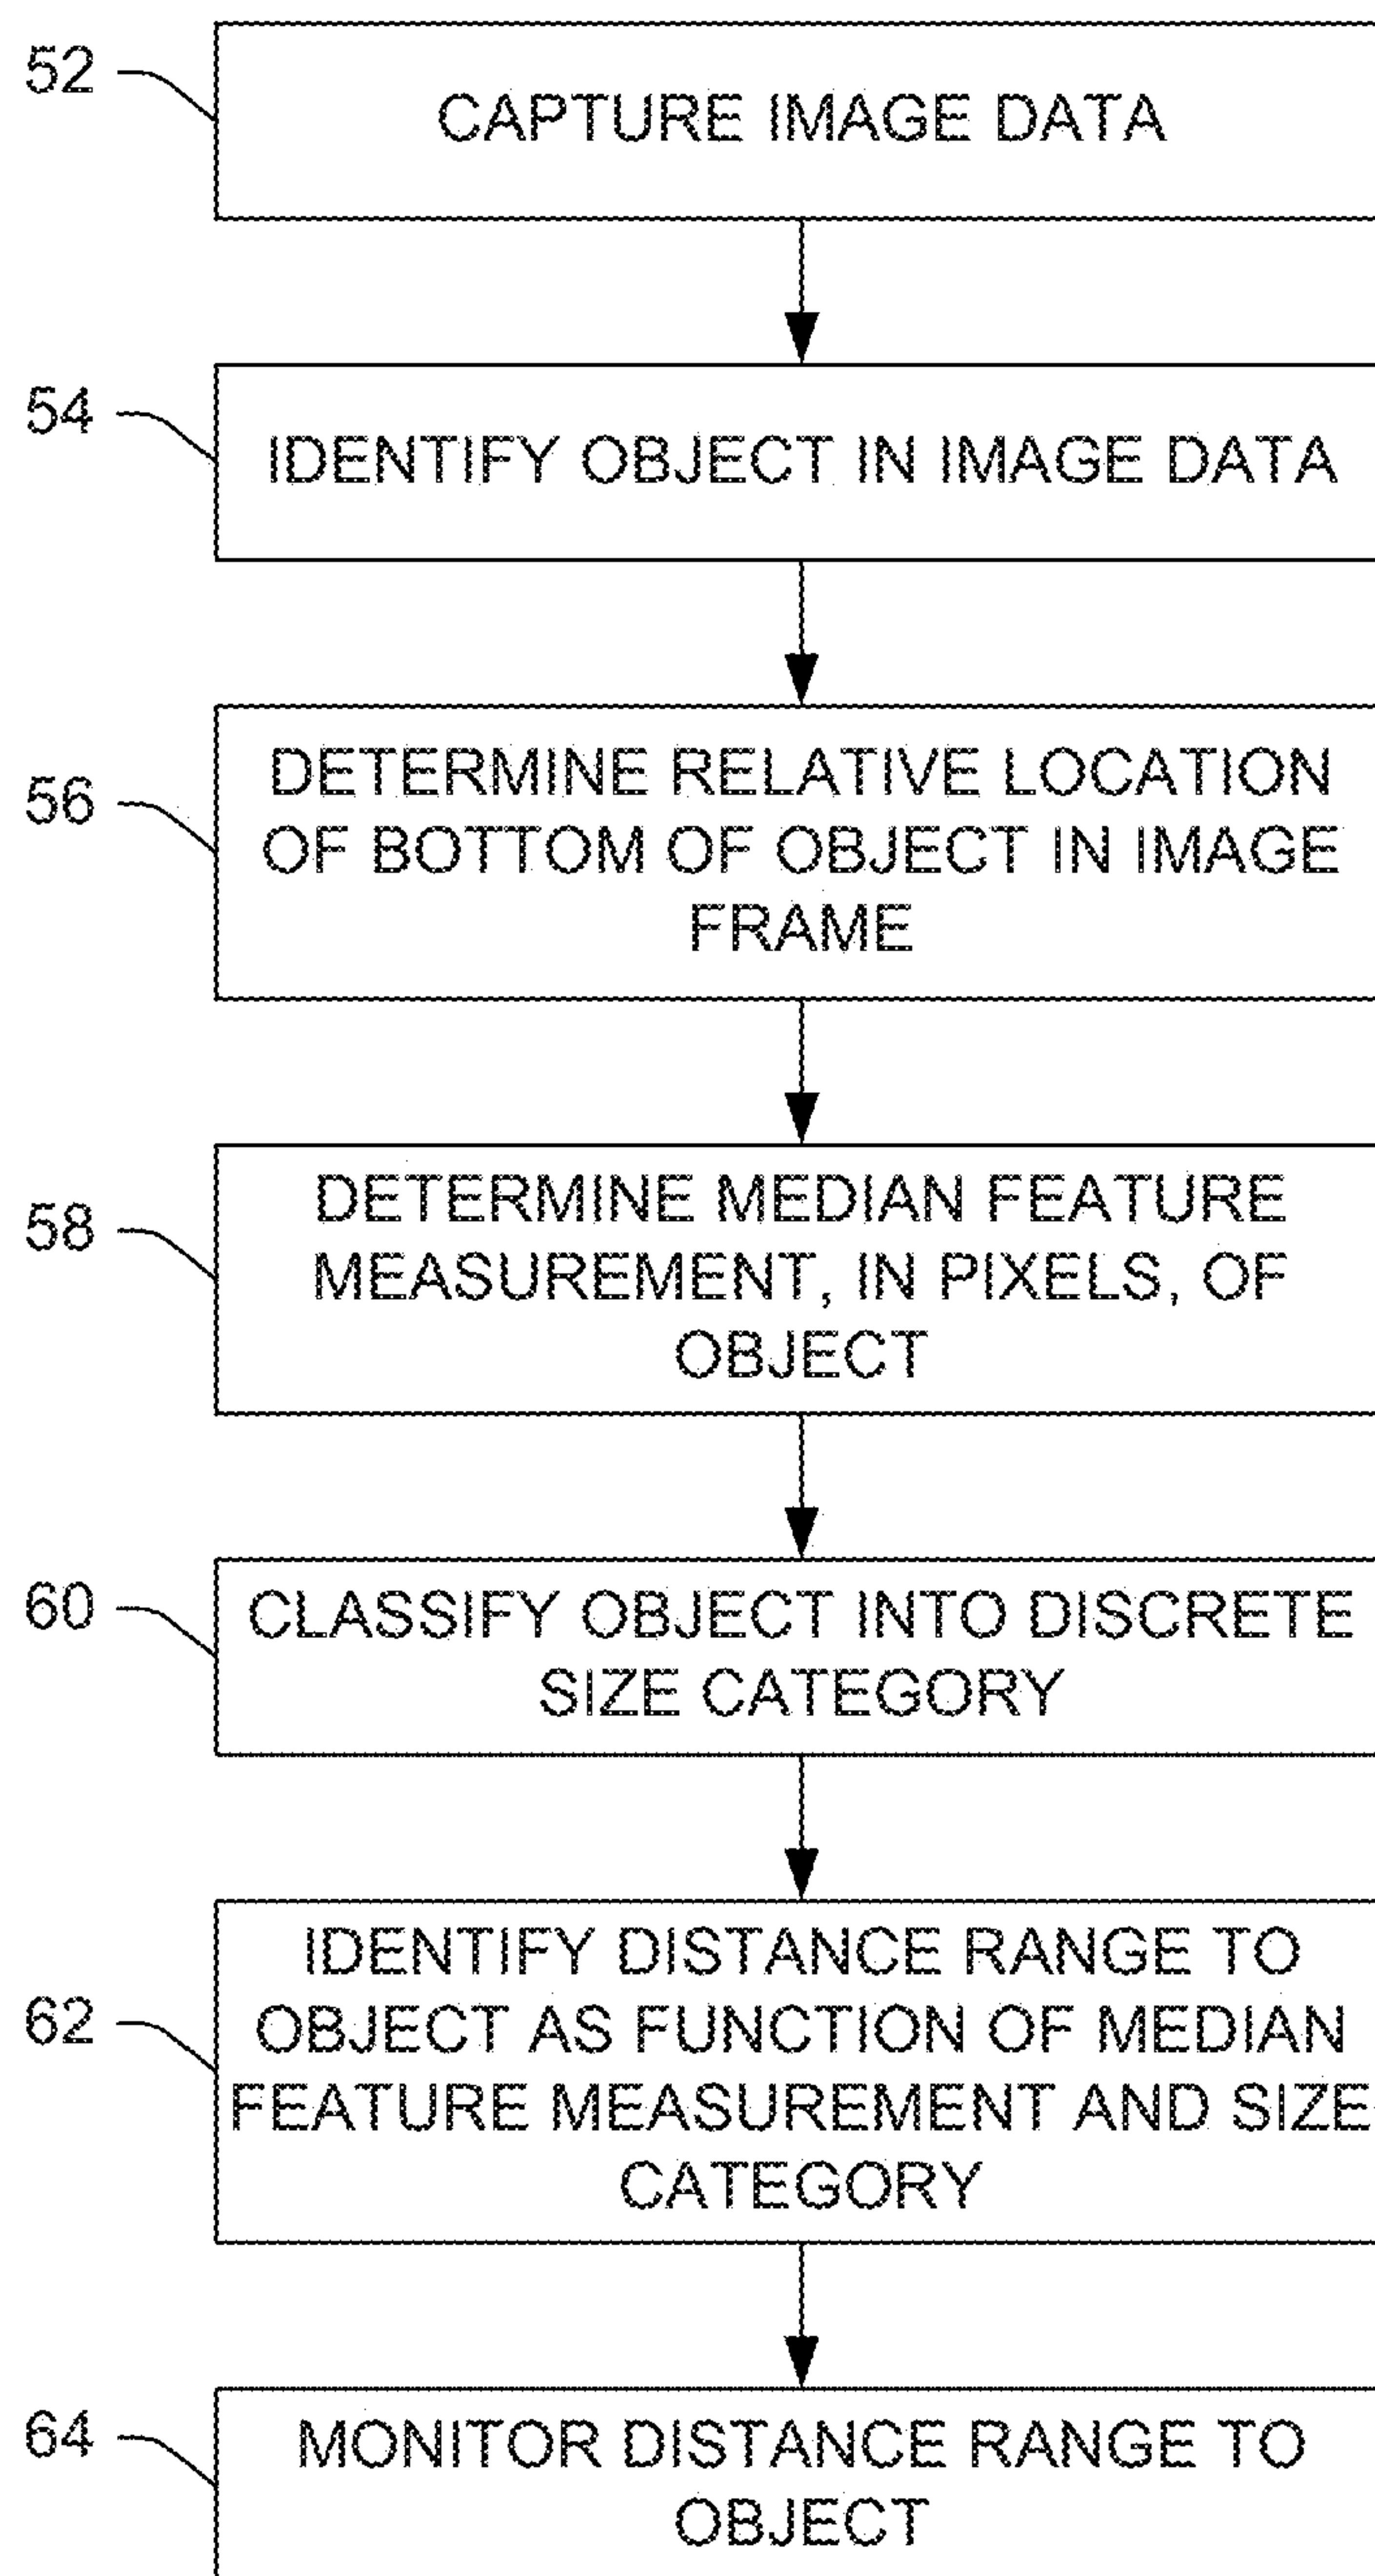 52
CAPTURE IMAGE DATA
54
IDENTIFY OBJECT IN IMAGE DATA
56
DETERMINE RELATIVE LOCATION
OF BOTTOM OF OBJECT IN IMAGE
FRAME
58
DETERMINE MEDIAN FEATURE
MEASUREMENT, IN PIXELS, OF
OBJECT
60
CLASSIFY OBJECT INTO DISCRETE
SIZE CATEGORY
62
IDENTIFY DISTANCE RANGE TO
OBJECT AS FUNCTION OF MEDIAN
FEATURE MEASUREMENT AND SIZE
CATEGORY
64
MONITOR DISTANCE RANGE TO
OBJECT